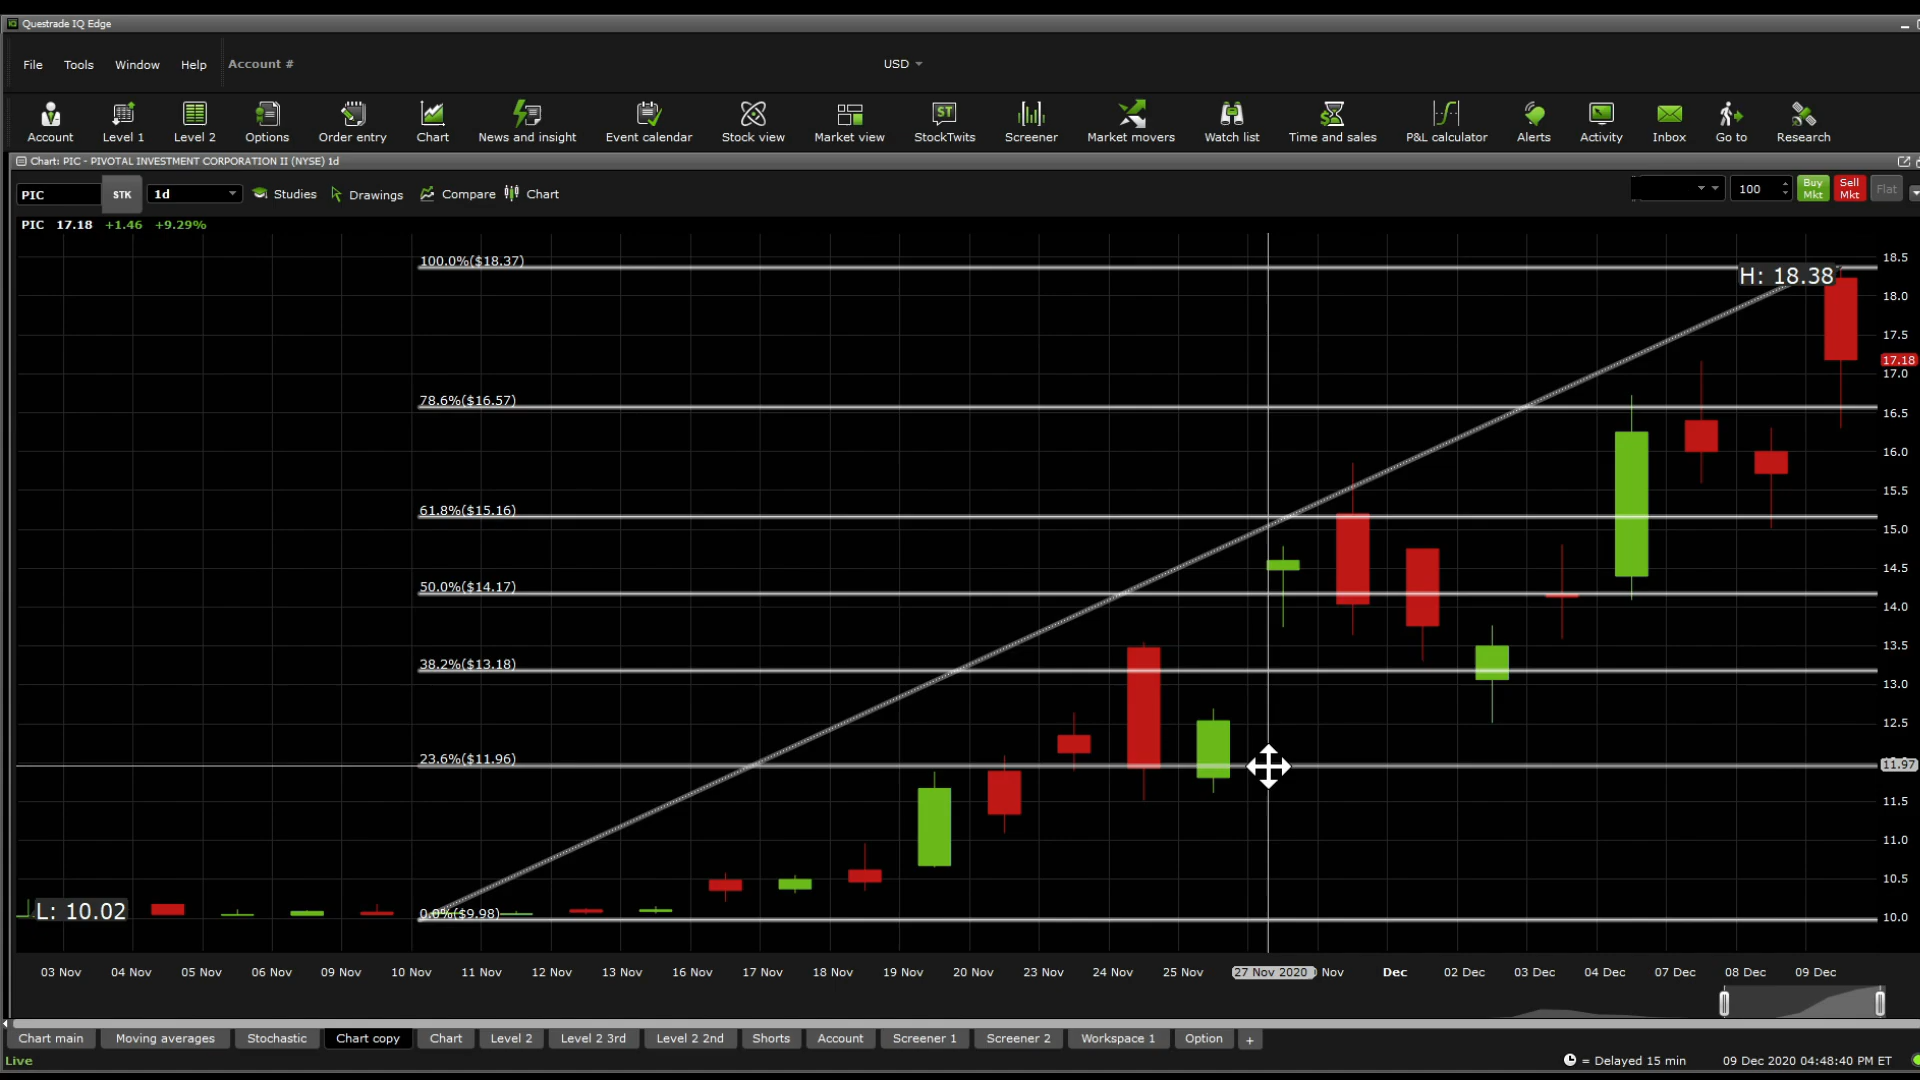 Questrade IQ Edge
File Tools Window Help Account # USD
Account Level 1 Level 2 Options Order entry Chart News and insight Event calendar Stock view Market view StockTwits Screener Market movers Watch list Time and sales P&L calculator Alerts Activity Inbox Go to Research
Chart: PIC - PIVOTAL INVESTMENT CORPORATION II (NYSE) 1d
PIC STK 1d Studies Drawings Compare Chart 100 Buy Mkt Sell Mkt Flat
PIC 17.18 +1.46 +9.29%
100.0%($18.37)
18.5
H: 18.38
18.0
17.5
17.18
17.0
78.6%($16.57)
16.5
16.0
15.5
61.8%($15.16)
15.0
14.5
50.0%($14.17)
14.0
13.5
38.2%($13.18)
13.0
12.5
23.6%($11.96)
11.97
11.5
11.0
10.5
L: 10.02
0.0%($9.98)
10.0
03 Nov 04 Nov 05 Nov 06 Nov 09 Nov 10 Nov 11 Nov 12 Nov 13 Nov 16 Nov 17 Nov 18 Nov 19 Nov 20 Nov 23 Nov 24 Nov 25 Nov 27 Nov 2020 Nov Dec 02 Dec 03 Dec 04 Dec 07 Dec 08 Dec 09 Dec
Chart main Moving averages Stochastic Chart copy Chart Level 2 Level 2 3rd Level 2 2nd Shorts Account Screener 1 Screener 2 Workspace 1 Option +
Live = Delayed 15 min 09 Dec 2020 04:48:40 PM ET